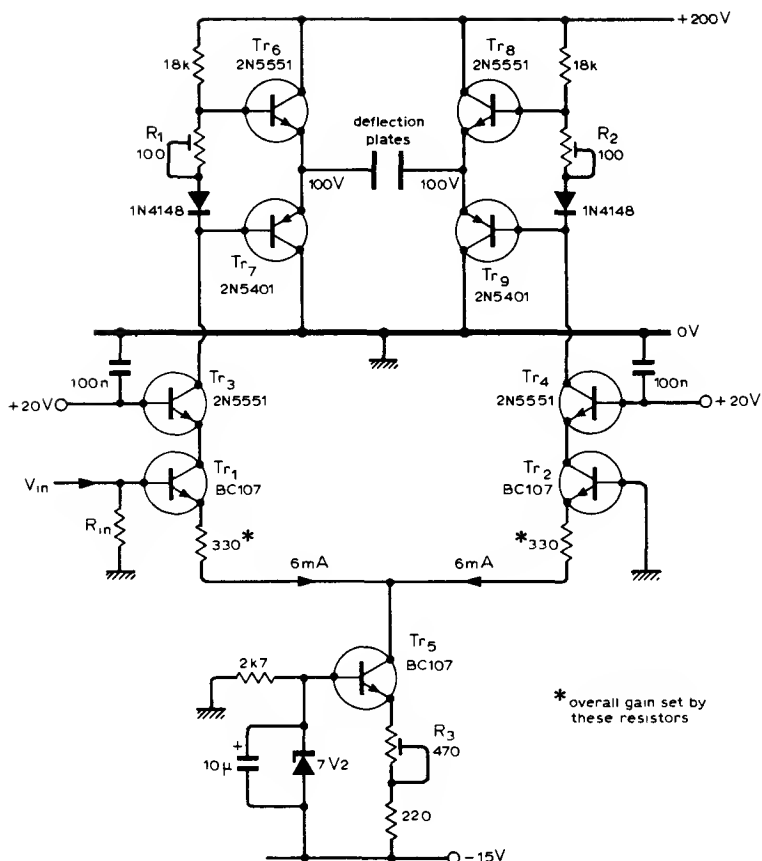 +200V
Tr6
2N5551
Tr8
2N5551
18k
18k
R1
100
deflection
plates
R2
100
100V
100V
1N4148
1N4148
Tr7
2N5401
Tr9
2N5401
0V
100n
100n
+20V
Tr3
2N5551
Tr4
2N5551
+20V
Vin
Tr1
BC107
Tr2
BC107
Rin
330*
*330
6mA
6mA
Tr5
BC107
2k7
*overall gain set by
these resistors
R3
470
+
10μ
7V2
220
-15V